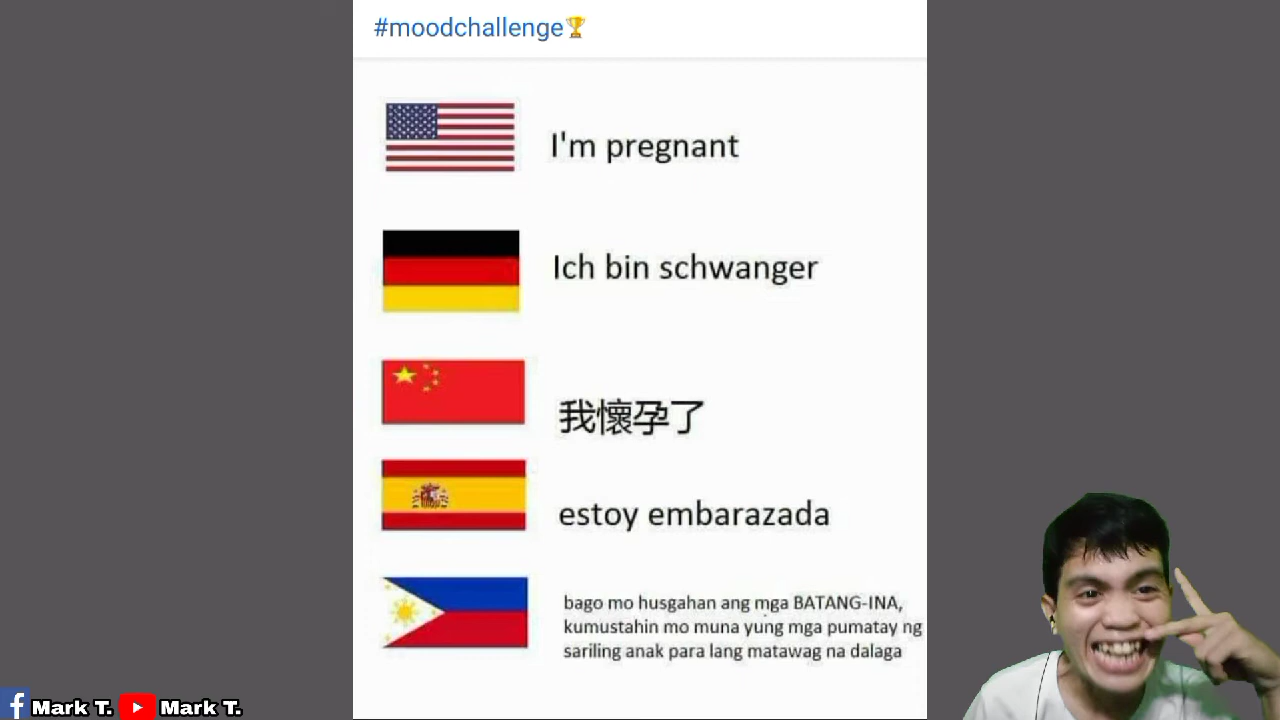 #moodchallenge🏆
I'm pregnant
Ich bin schwanger
我懷孕了
estoy embarazada
bago mo husgahan ang mga BATANG-INA,
kumustahin mo muna yung mga pumatay ng
sariling anak para lang matawag na dalaga
Mark T. Mark T.